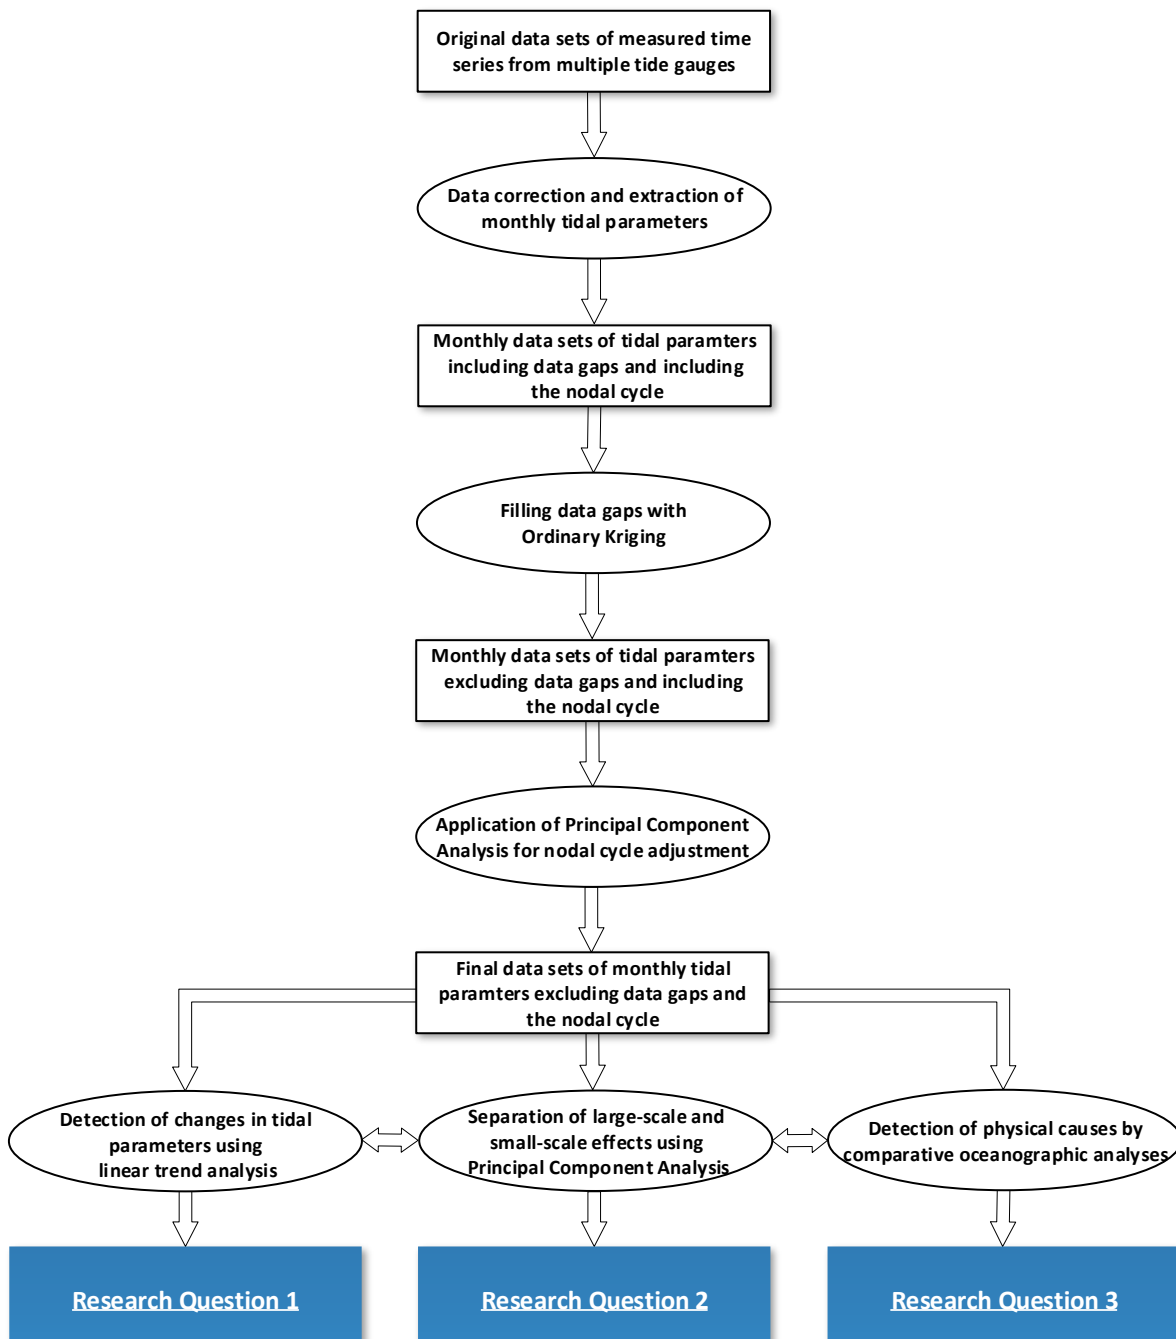 Original data sets of measured time
series from multiple tide gauges
Data correction and extraction of
monthly tidal parameters
Monthly data sets of tidal paramters
including data gaps and including
the nodal cycle
Filling data gaps with
Ordinary Kriging
Monthly data sets of tidal paramters
excluding data gaps and including
the nodal cycle
Application of Principal Component
Analysis for nodal cycle adjustment
Final data sets of monthly tidal
paramters excluding data gaps and
the nodal cycle
Detection of changes in tidal
parameters using
linear trend analysis
Separation of large-scale and
small-scale effects using
Principal Component Analysis
Detection of physical causes by
comparative oceanographic analyses
Research Question 1
Research Question 2
Research Question 3